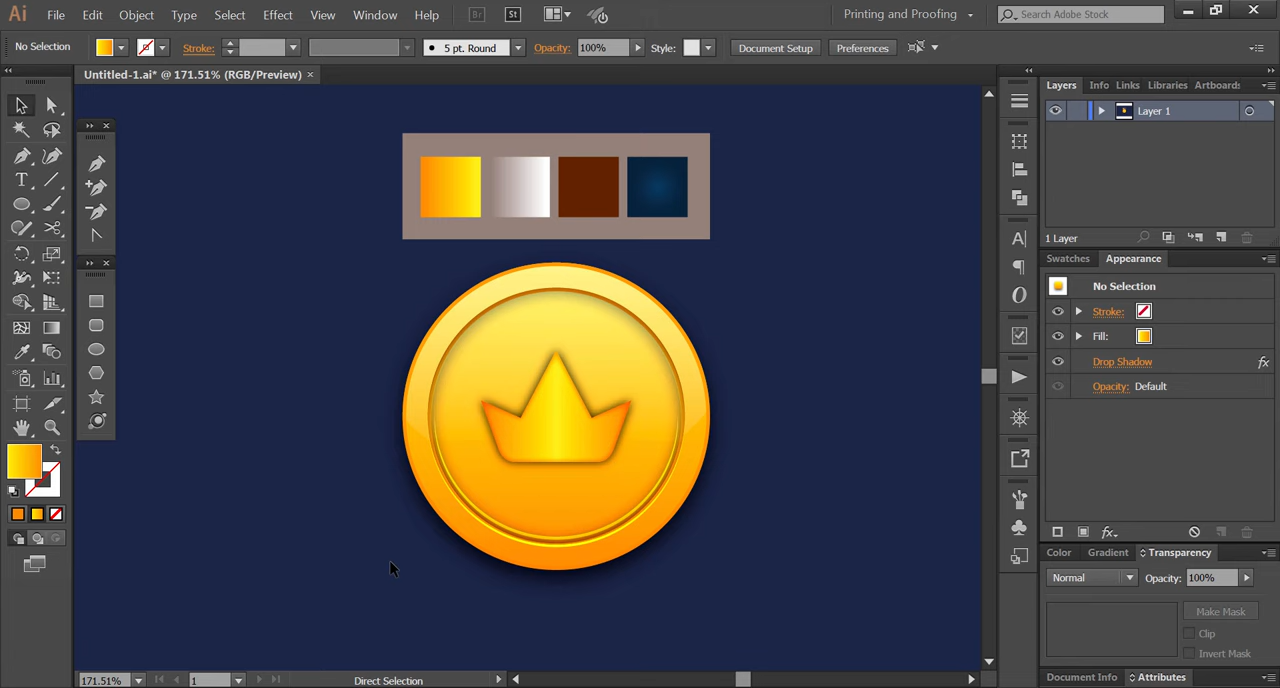 Ai File Edit Object Type Select Effect View Window Help Br St Printing and Proofing Search Adobe Stock
No Selection Stroke: 5 pt. Round Opacity: 100% Style: Document Setup Preferences
Untitled-1.ai* @ 171.51% (RGB/Preview) ×
Layers Info Links Libraries Artboards
Layer 1
1 Layer
Swatches Appearance
No Selection
Stroke:
Fill:
Drop Shadow fx
Opacity: Default
fx
Color Gradient Transparency
Normal Opacity: 100%
Make Mask
Clip
Invert Mask
171.51% 1 Direct Selection
Document Info Attributes